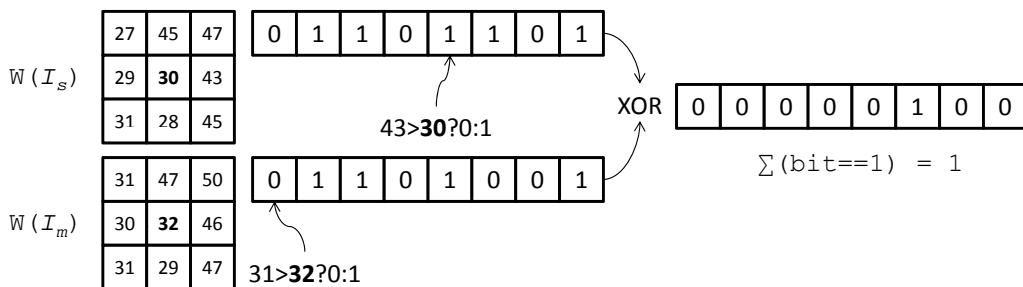 27 45 47 0 1 1 0 1 1 0 1
W(Is) 29 30 43
31 28 45
43>30?0:1
XOR 0 0 0 0 0 1 0 0
∑(bit==1) = 1
31 47 50 0 1 1 0 1 0 0 1
W(Im) 30 32 46
31 29 47
31>32?0:1